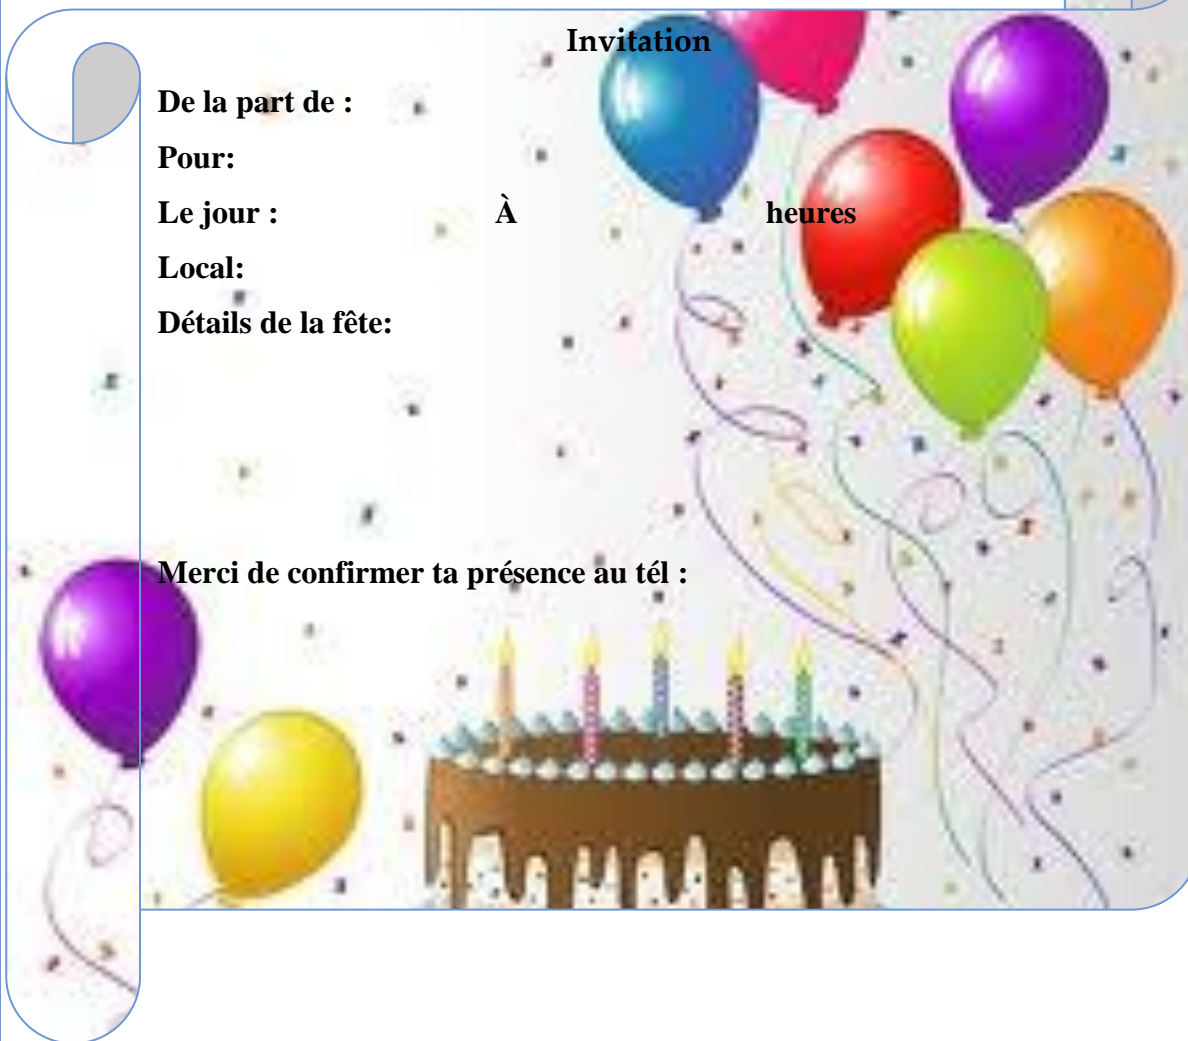 Invitation
De la part de :
Pour:
Le jour : À heures
Local:
Détails de la fête:
Merci de confirmer ta présence au tél :